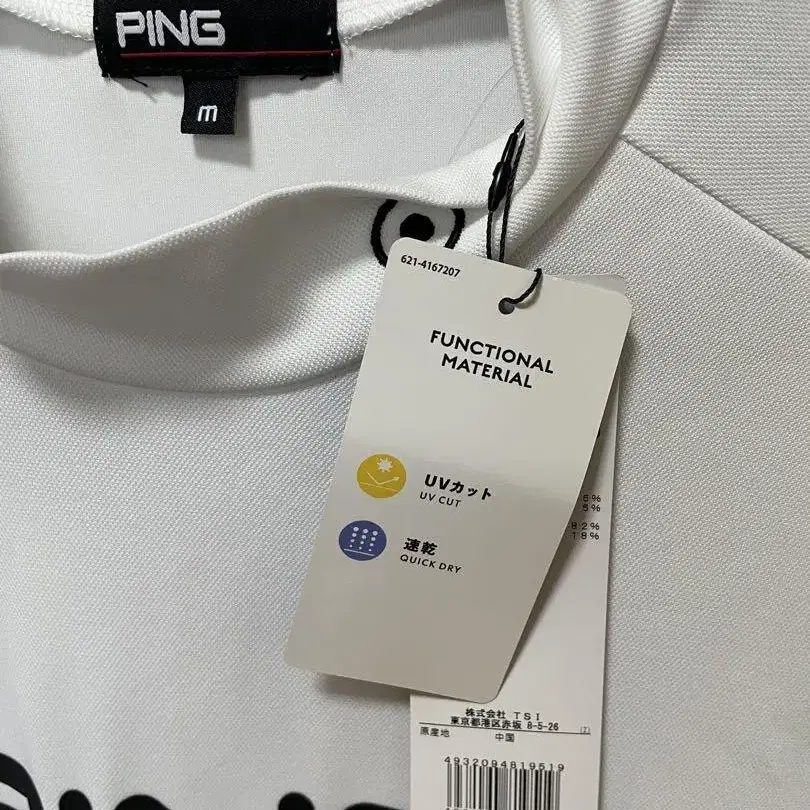 PING
m
621-4167207
FUNCTIONAL
MATERIAL
UVカット
UV CUT
速乾
QUICK DRY
5%
5%
82%
18%
株式会社 TSI
東京都港区赤坂 8-5-26
原産地 中国
4932094819519